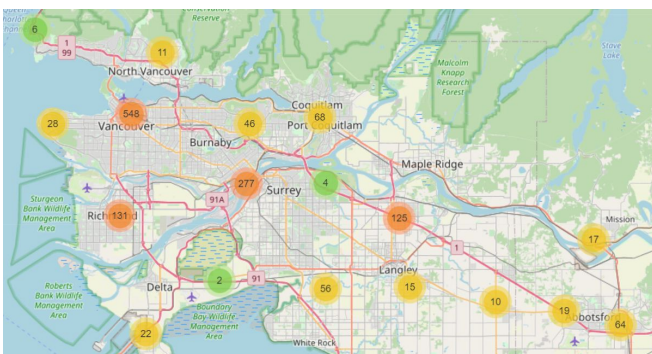 Conservation
Reserve
6
1
99
11
North Vancouver
Stave
Lake
Malcolm
Knapp
Research
Forest
548
Vancouver
28
46
Burnaby
Coquitlam
68
Port Coquitlam
Maple Ridge
277
Surrey
4
91A
Sturgeon
Bank Wildlife
Management
Area
131
125
Mission
17
1
Langley
2
91
Delta
56
15
10
Roberts
Bank Wildlife
Management
Area
Boundary
Bay Wildlife
Management
Area
19
64
22
White Rock